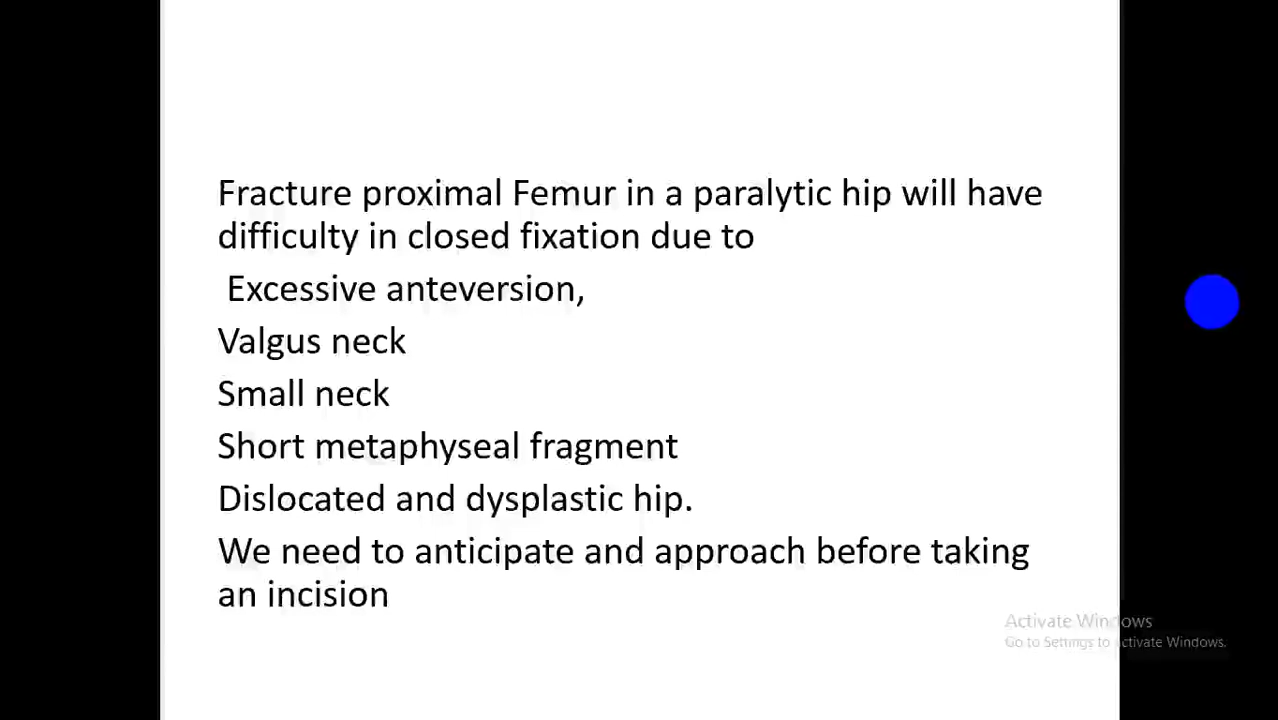 Fracture proximal Femur in a paralytic hip will have
difficulty in closed fixation due to
Excessive anteversion,
Valgus neck
Small neck
Short metaphyseal fragment
Dislocated and dysplastic hip.
We need to anticipate and approach before taking
an incision
Activate Windows
Go to Settings to activate Windows.